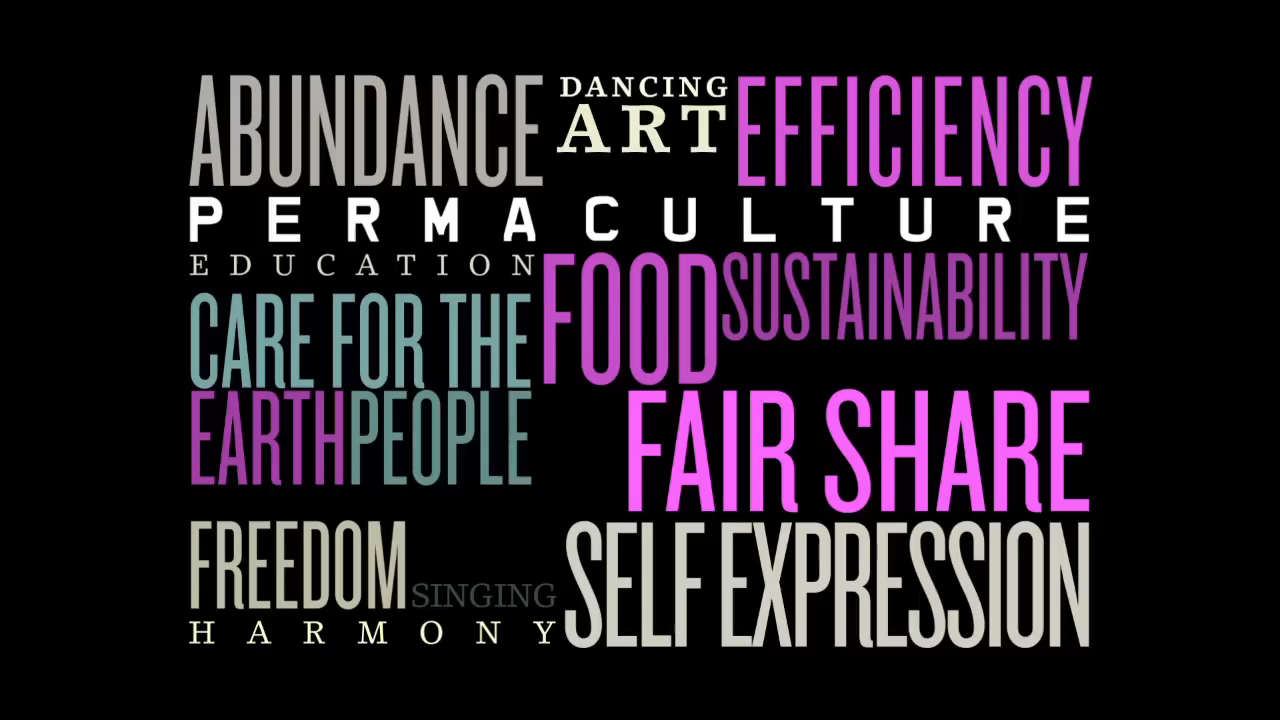 ABUNDANCE
DANCING
ART
EFFICIENCY
PERMACULTURE
EDUCATION
FOOD
SUSTAINABILITY
CARE FOR THE
EARTH PEOPLE
FAIR SHARE
FREEDOM
SINGING
HARMONY
SELF EXPRESSION